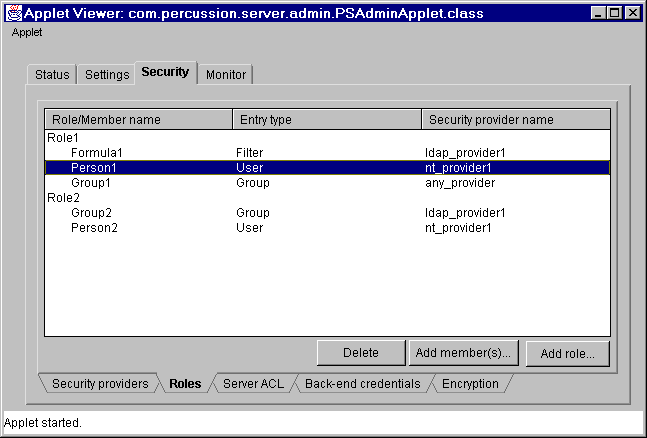 Applet Viewer: com.percussion.server.admin.PSAdminApplet.class
Applet
Status Settings Security Monitor
Role/Member name Entry type Security provider name
Role1
Formula1 Filter ldap_provider1
Person1 User nt_provider1
Group1 Group any_provider
Role2
Group2 Group ldap_provider1
Person2 User nt_provider1
Delete Add member(s)... Add role...
Security providers Roles Server ACL Back-end credentials Encryption
Applet started.